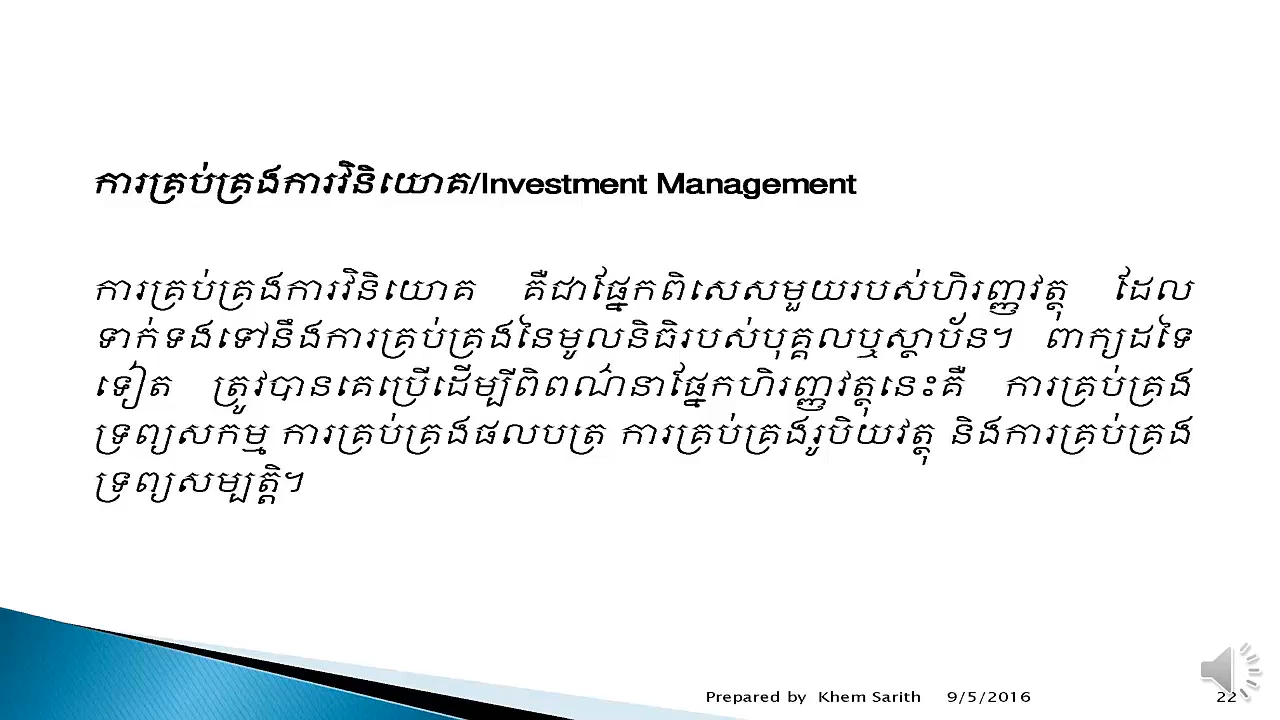 ការគ្រប់គ្រងការវិនិយោគ/Investment Management
ការគ្រប់គ្រងការវិនិយោគ គឺជាផ្នែកពិសេសមួយរបស់ហិរញ្ញវត្ថុ ដែល
ទាក់ទងទៅនឹងការគ្រប់គ្រងនៃមូលនិធិរបស់បុគ្គលឬស្ថាប័ន។ ពាក្យដទៃ
ទៀត ត្រូវបានគេប្រើដើម្បីពិពណ៌នាផ្នែកហិរញ្ញវត្ថុនេះគឺ ការគ្រប់គ្រង
ទ្រព្យសកម្ម ការគ្រប់គ្រងផលបត្រ ការគ្រប់គ្រងរូបិយវត្ថុ និងការគ្រប់គ្រង
ទ្រព្យសម្បត្តិ។
Prepared by Khem Sarith 9/5/2016 22